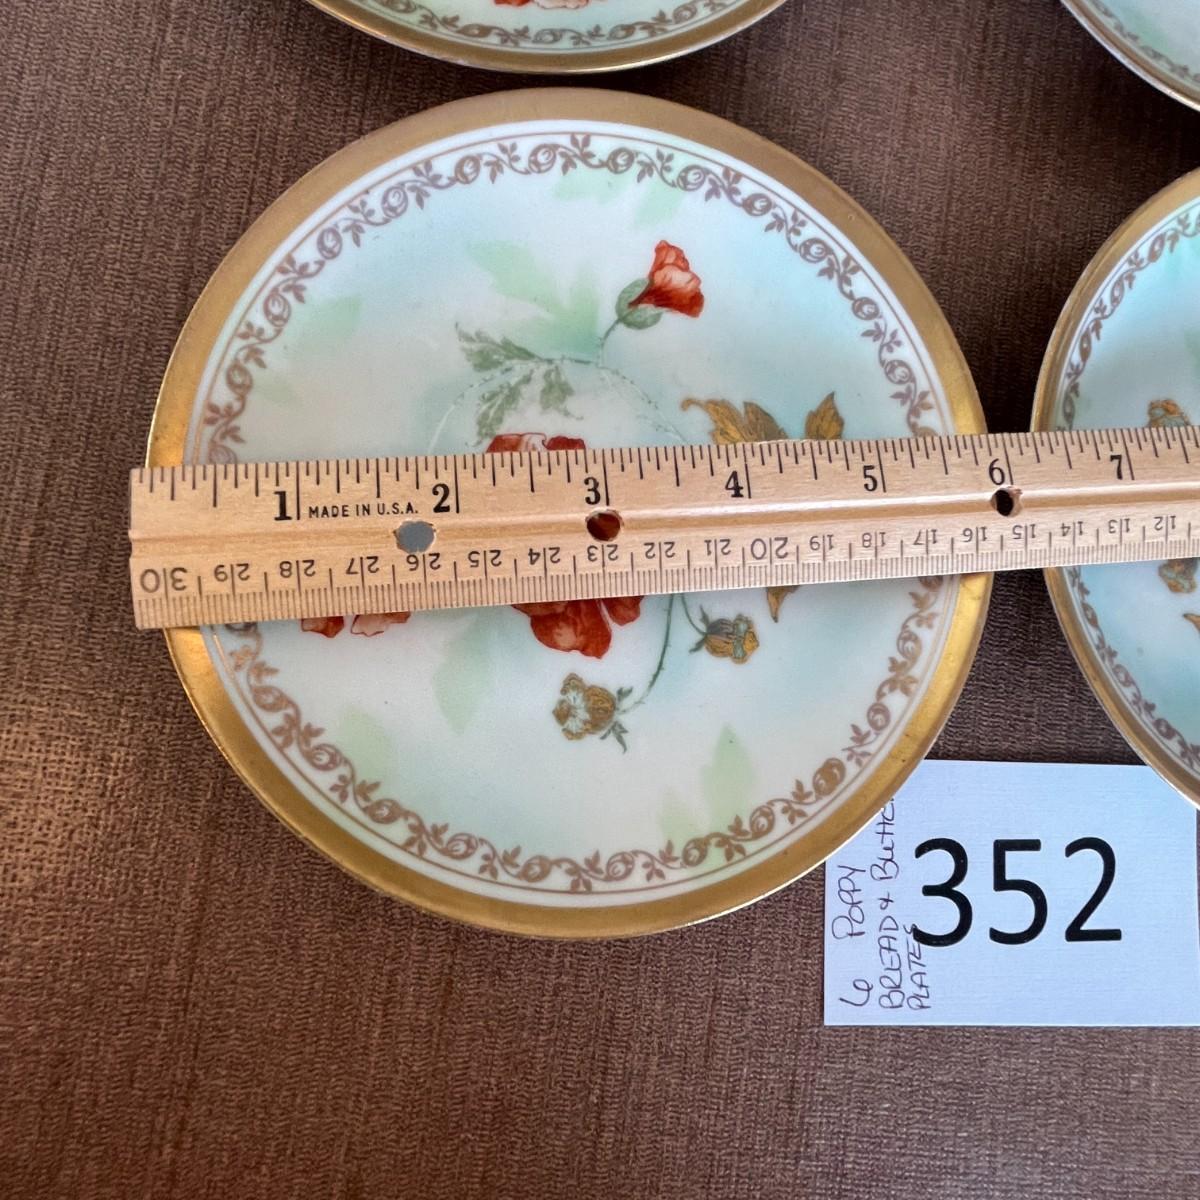 1 MADE IN U.S.A. 2 3 4 5 6 7
30 29 28 27 26 25 24 23 22 21 20 19 18 17 16 15 14 13 12
352
6 POPPY
BREAD & BUTTE
PLATES